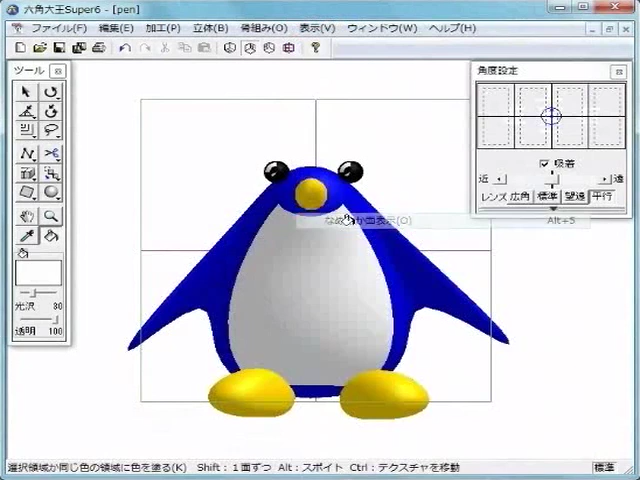 六角大王Super6 - [pen]
ファイル(F) 編集(E) 加工(P) 立体(B) 骨組み(O) 表示(V) ウィンドウ(W) ヘルプ(H)
ツール
角度設定
吸着
近 遠
レンズ 広角 標準 望遠 平行
表示(O) Alt+5
光沢 80
透明 100
選択領域か同じ色の領域に色を塗る(K) Shift：1面ずつ Alt：スポイト Ctrl：テクスチャを移動
標準